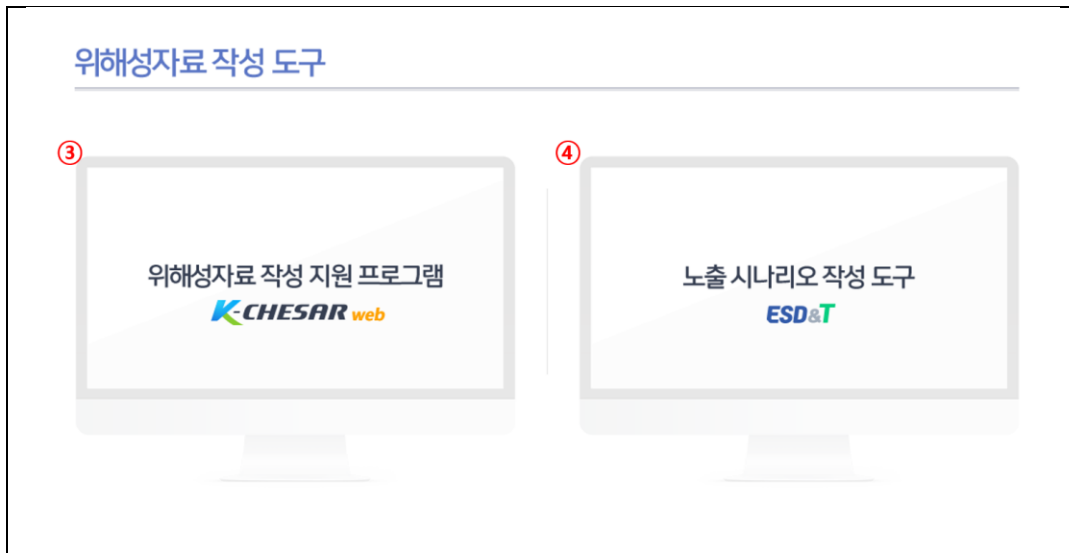 위해성자료 작성 도구
③
위해성자료 작성 지원 프로그램
K-CHESAR web
④
노출 시나리오 작성 도구
ESD&T